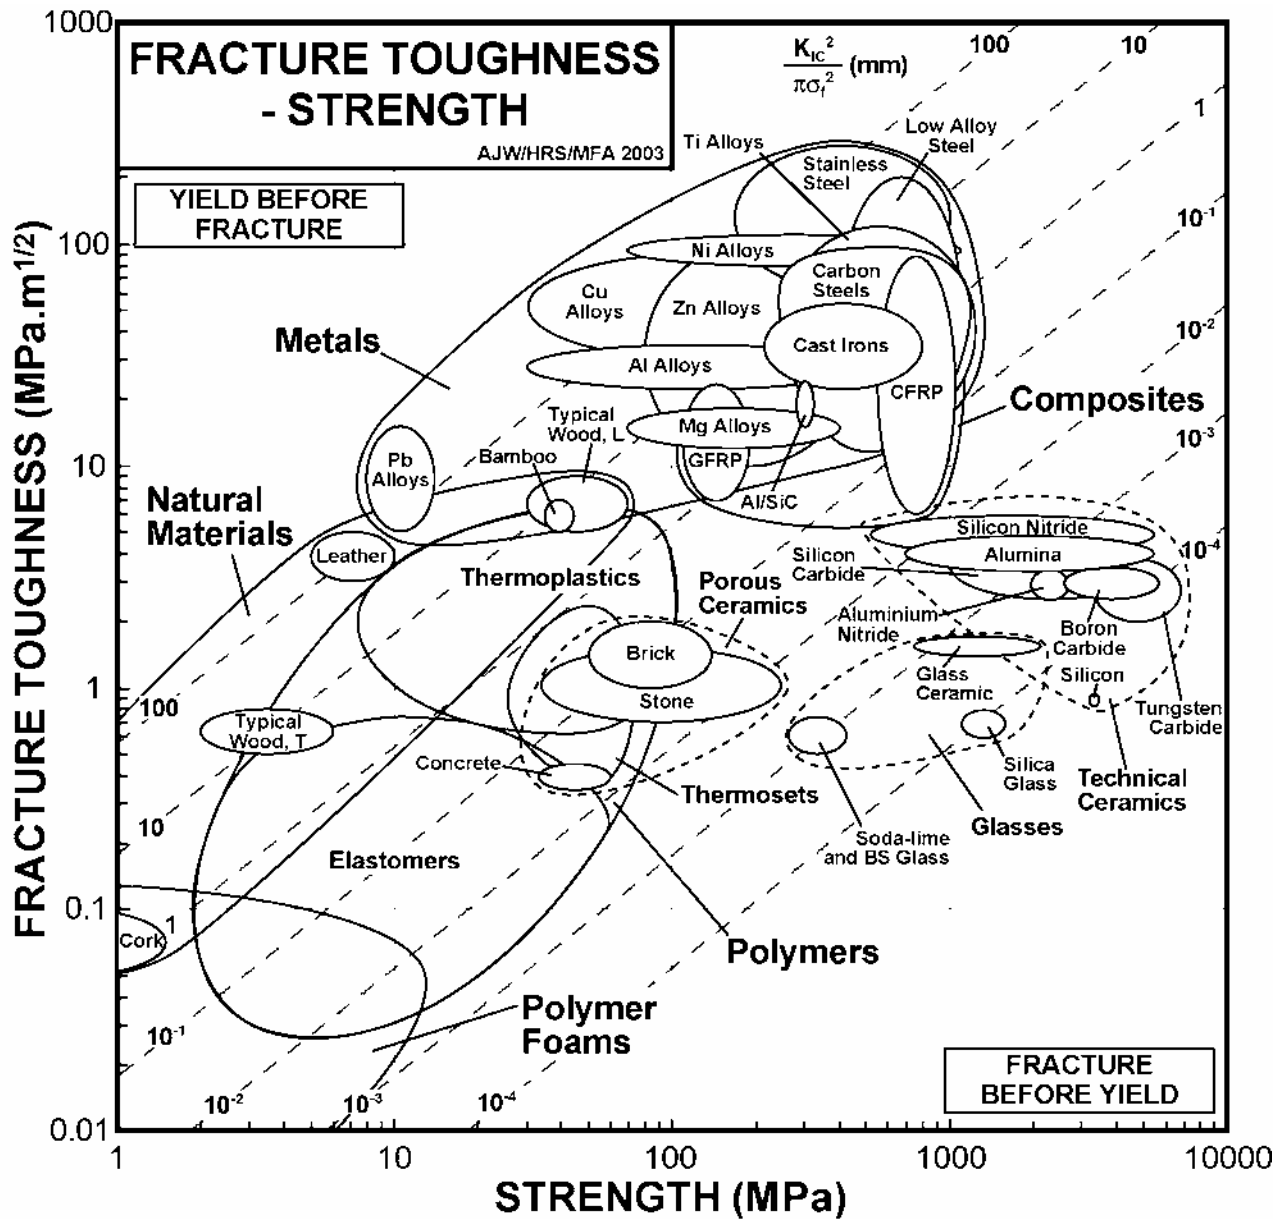 1000
FRACTURE TOUGHNESS
- STRENGTH
AJW/HRS/MFA 2003
K_IC^2
πσ_f^2
(mm)
100
10
1
YIELD BEFORE
FRACTURE
Ti Alloys
Low Alloy
Steel
Stainless
Steel
10^-1
100
Ni Alloys
Cu
Alloys
Zn Alloys
Carbon
Steels
10^-2
Metals
Cast Irons
Al Alloys
CFRP
Composites
Typical
Wood, L
Mg Alloys
10^-3
Bamboo
Pb
Alloys
GFRP
10
Al/SiC
Natural
Materials
Silicon Nitride
Leather
Silicon
Carbide
Alumina
10^-4
Thermoplastics
Porous
Ceramics
Aluminium
Nitride
Boron
Carbide
Brick
Glass
Ceramic
Silicon
1
100
Stone
Typical
Wood, T
Tungsten
Carbide
Concrete
Silica
Glass
Technical
Ceramics
Thermosets
10
Glasses
Soda-lime
and BS Glass
Elastomers
0.1
1
Cork
Polymers
Polymer
Foams
10^-1
FRACTURE
BEFORE YIELD
10^-2
10^-3
10^-4
0.01
1
10
100
1000
10000
STRENGTH (MPa)
FRACTURE TOUGHNESS (MPa.m^1/2)